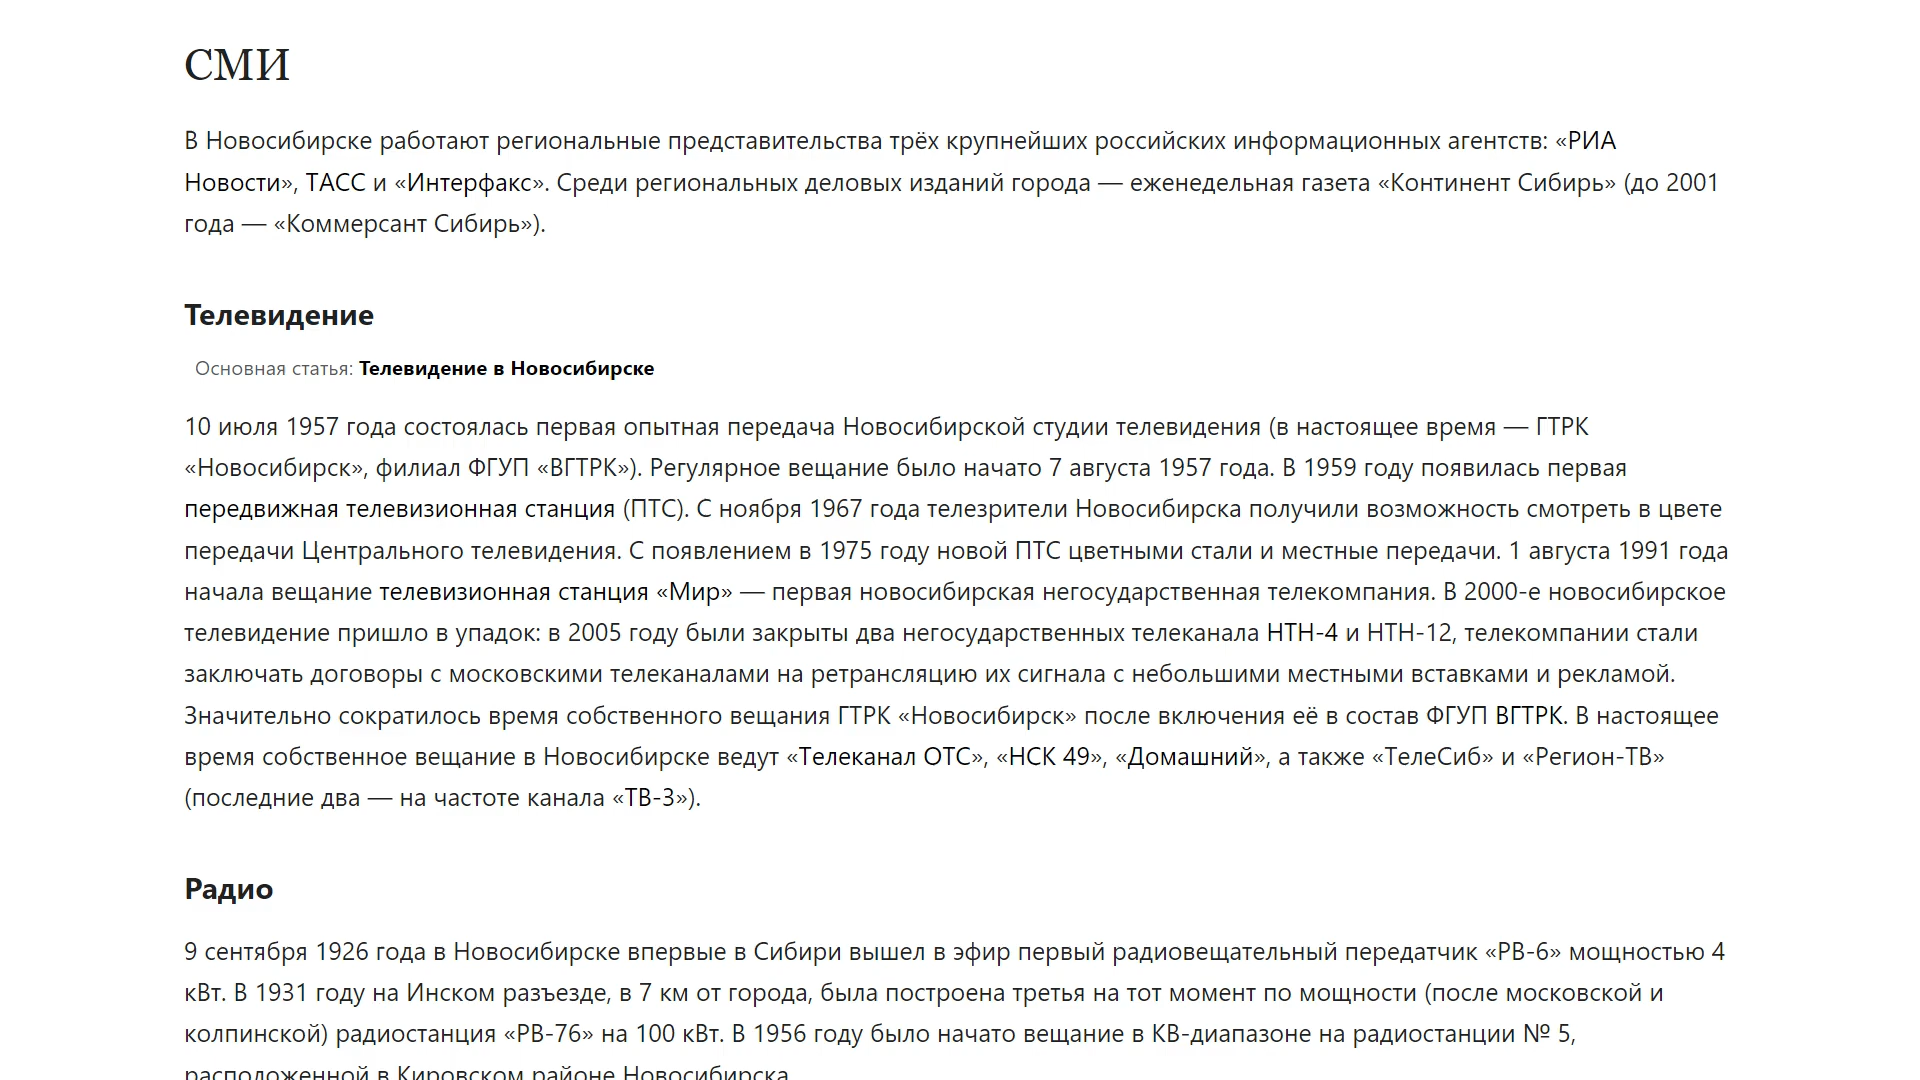 СМИ
В Новосибирске работают региональные представительства трёх крупнейших российских информационных агентств: «РИА
Новости», ТАСС и «Интерфакс». Среди региональных деловых изданий города — еженедельная газета «Континент Сибирь» (до 2001
года — «Коммерсант Сибирь»).
Телевидение
Основная статья: Телевидение в Новосибирске
10 июля 1957 года состоялась первая опытная передача Новосибирской студии телевидения (в настоящее время — ГТРК
«Новосибирск», филиал ФГУП «ВГТРК»). Регулярное вещание было начато 7 августа 1957 года. В 1959 году появилась первая
передвижная телевизионная станция (ПТС). С ноября 1967 года телезрители Новосибирска получили возможность смотреть в цвете
передачи Центрального телевидения. С появлением в 1975 году новой ПТС цветными стали и местные передачи. 1 августа 1991 года
начала вещание телевизионная станция «Мир» — первая новосибирская негосударственная телекомпания. В 2000-е новосибирское
телевидение пришло в упадок: в 2005 году были закрыты два негосударственных телеканала НТН-4 и НТН-12, телекомпании стали
заключать договоры с московскими телеканалами на ретрансляцию их сигнала с небольшими местными вставками и рекламой.
Значительно сократилось время собственного вещания ГТРК «Новосибирск» после включения её в состав ФГУП ВГТРК. В настоящее
время собственное вещание в Новосибирске ведут «Телеканал ОТС», «НСК 49», «Домашний», а также «ТелеСиб» и «Регион-ТВ»
(последние два — на частоте канала «ТВ-3»).
Радио
9 сентября 1926 года в Новосибирске впервые в Сибири вышел в эфир первый радиовещательный передатчик «РВ-6» мощностью 4
кВт. В 1931 году на Инском разъезде, в 7 км от города, была построена третья на тот момент по мощности (после московской и
колпинской) радиостанция «РВ-76» на 100 кВт. В 1956 году было начато вещание в КВ-диапазоне на радиостанции № 5,
расположенной в Кировском районе Новосибирска.